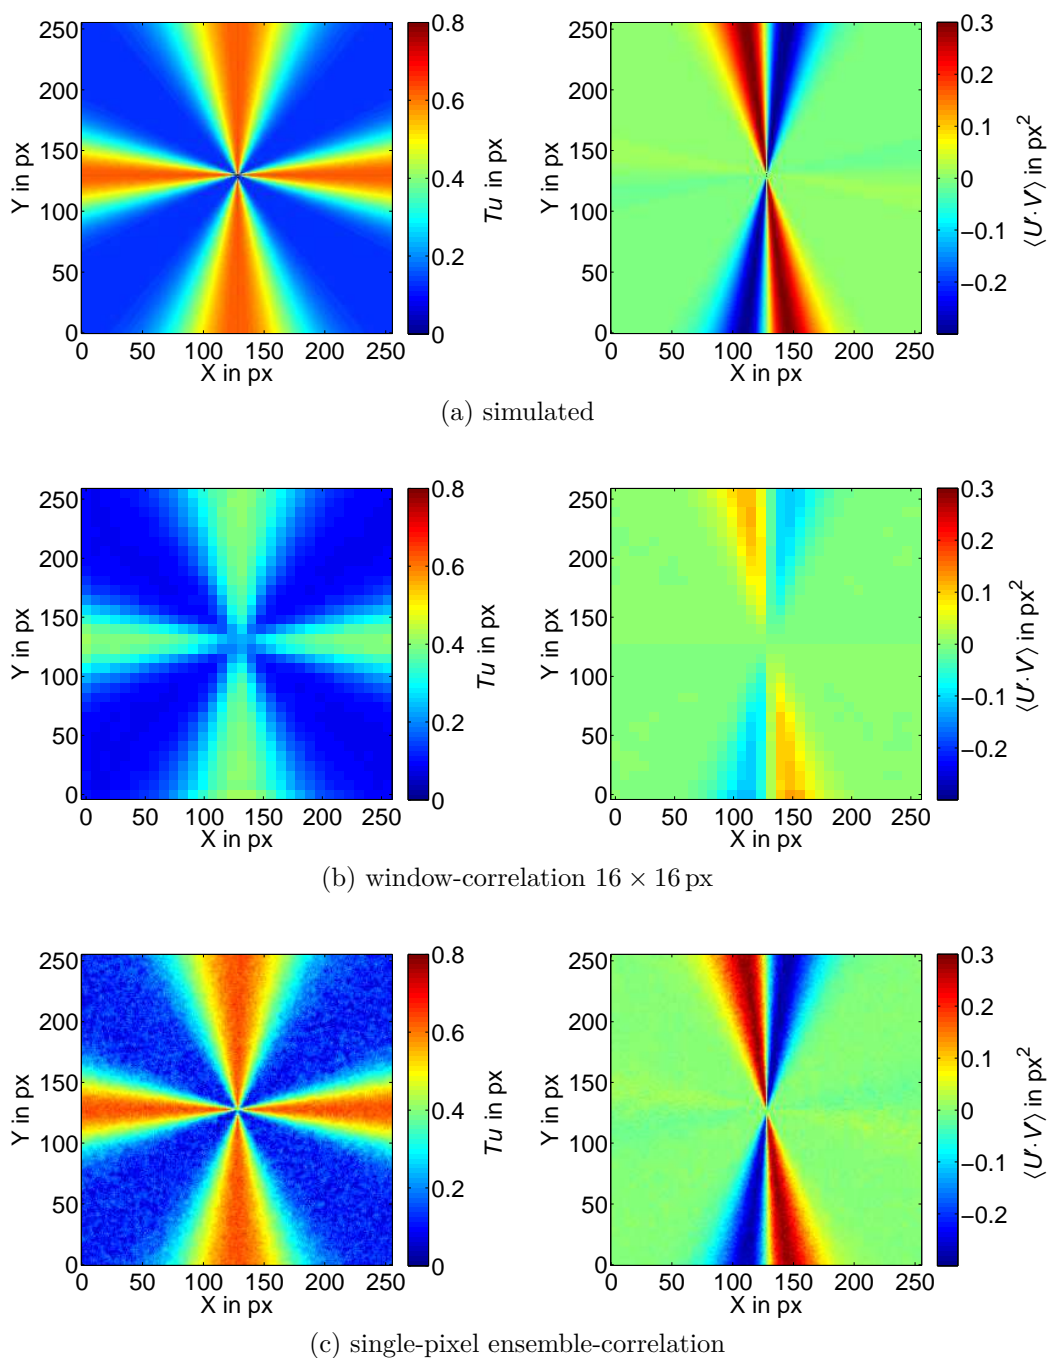 250
200
150
100
50
0
Y in px
0 50 100 150 200 250
X in px
0.8
0.6
0.4
0.2
0
Tu in px
250
200
150
100
50
0
Y in px
0 50 100 150 200 250
X in px
0.3
0.2
0.1
0
−0.1
−0.2
⟨U′·V′⟩ in px²
(a) simulated
250
200
150
100
50
0
Y in px
0 50 100 150 200 250
X in px
0.8
0.6
0.4
0.2
0
Tu in px
250
200
150
100
50
0
Y in px
0 50 100 150 200 250
X in px
0.3
0.2
0.1
0
−0.1
−0.2
⟨U′·V′⟩ in px²
(b) window-correlation 16 × 16 px
250
200
150
100
50
0
Y in px
0 50 100 150 200 250
X in px
0.8
0.6
0.4
0.2
0
Tu in px
250
200
150
100
50
0
Y in px
0 50 100 150 200 250
X in px
0.3
0.2
0.1
0
−0.1
−0.2
⟨U′·V′⟩ in px²
(c) single-pixel ensemble-correlation